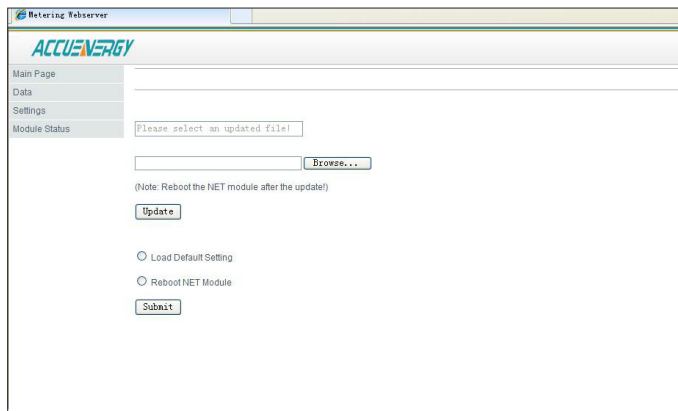 Metering Webserver
ACCUENERGY
Main Page
Data
Settings
Module Status
Please select an updated file!
Browse...
(Note: Reboot the NET module after the update!)
Update
Load Default Setting
Reboot NET Module
Submit